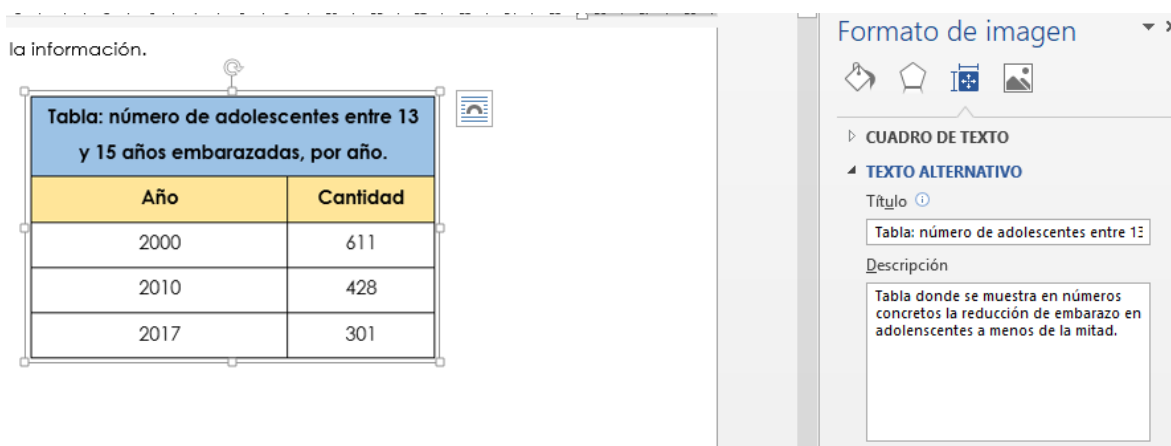 la información.
Tabla: número de adolescentes entre 13
y 15 años embarazadas, por año.
Año Cantidad
2000 611
2010 428
2017 301
Formato de imagen
CUADRO DE TEXTO
TEXTO ALTERNATIVO
Título
Tabla: número de adolescentes entre 13
Descripción
Tabla donde se muestra en números
concretos la reducción de embarazo en
adolenscentes a menos de la mitad.